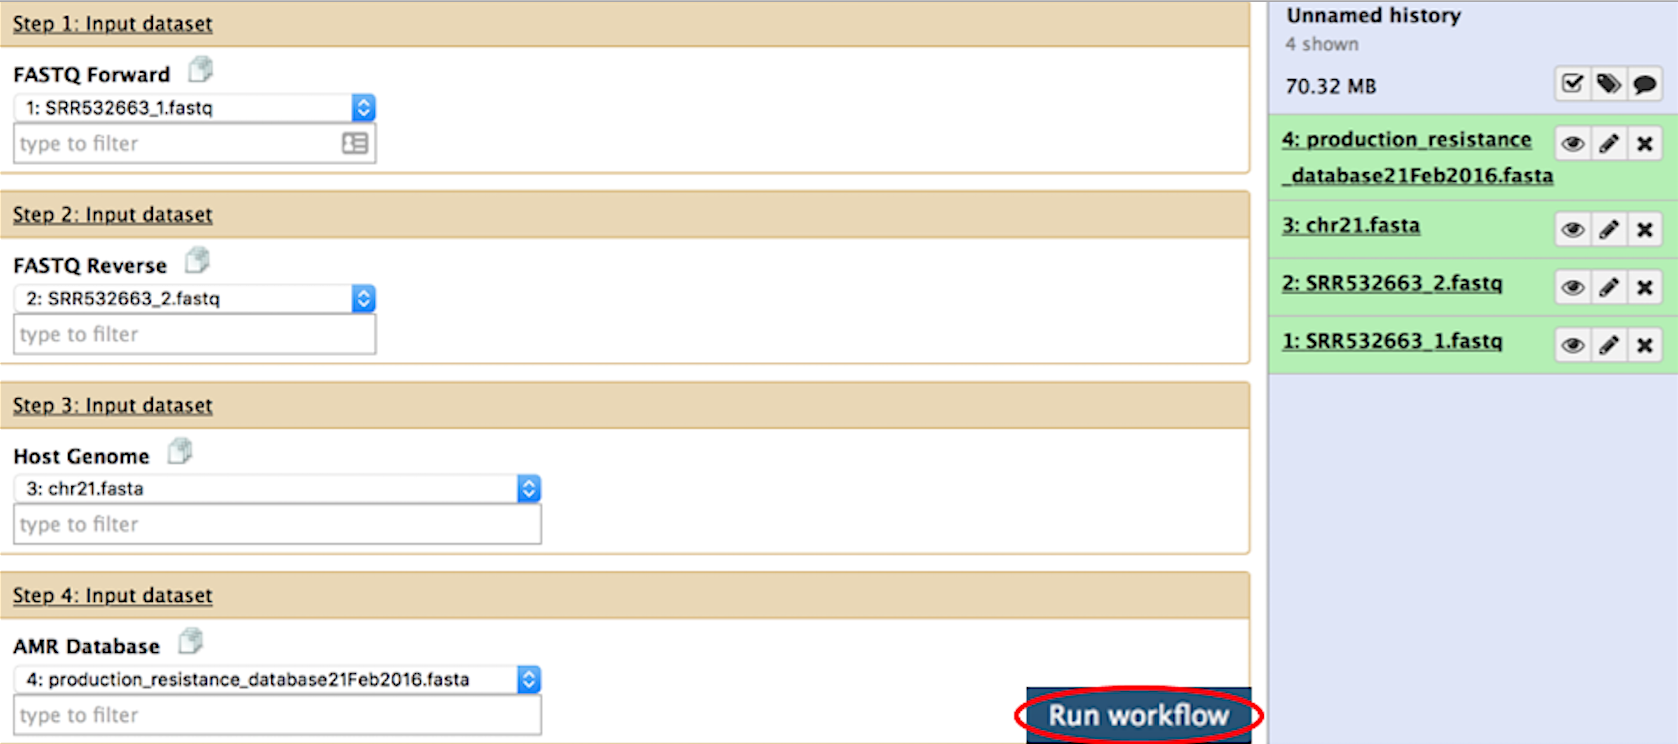 Step 1: Input dataset
FASTQ Forward
1: SRR532663_1.fastq
type to filter
Step 2: Input dataset
FASTQ Reverse
2: SRR532663_2.fastq
type to filter
Step 3: Input dataset
Host Genome
3: chr21.fasta
type to filter
Step 4: Input dataset
AMR Database
4: production_resistance_database21Feb2016.fasta
type to filter
Run workflow
Unnamed history
4 shown
70.32 MB
4: production_resistance
_database21Feb2016.fasta
3: chr21.fasta
2: SRR532663_2.fastq
1: SRR532663_1.fastq